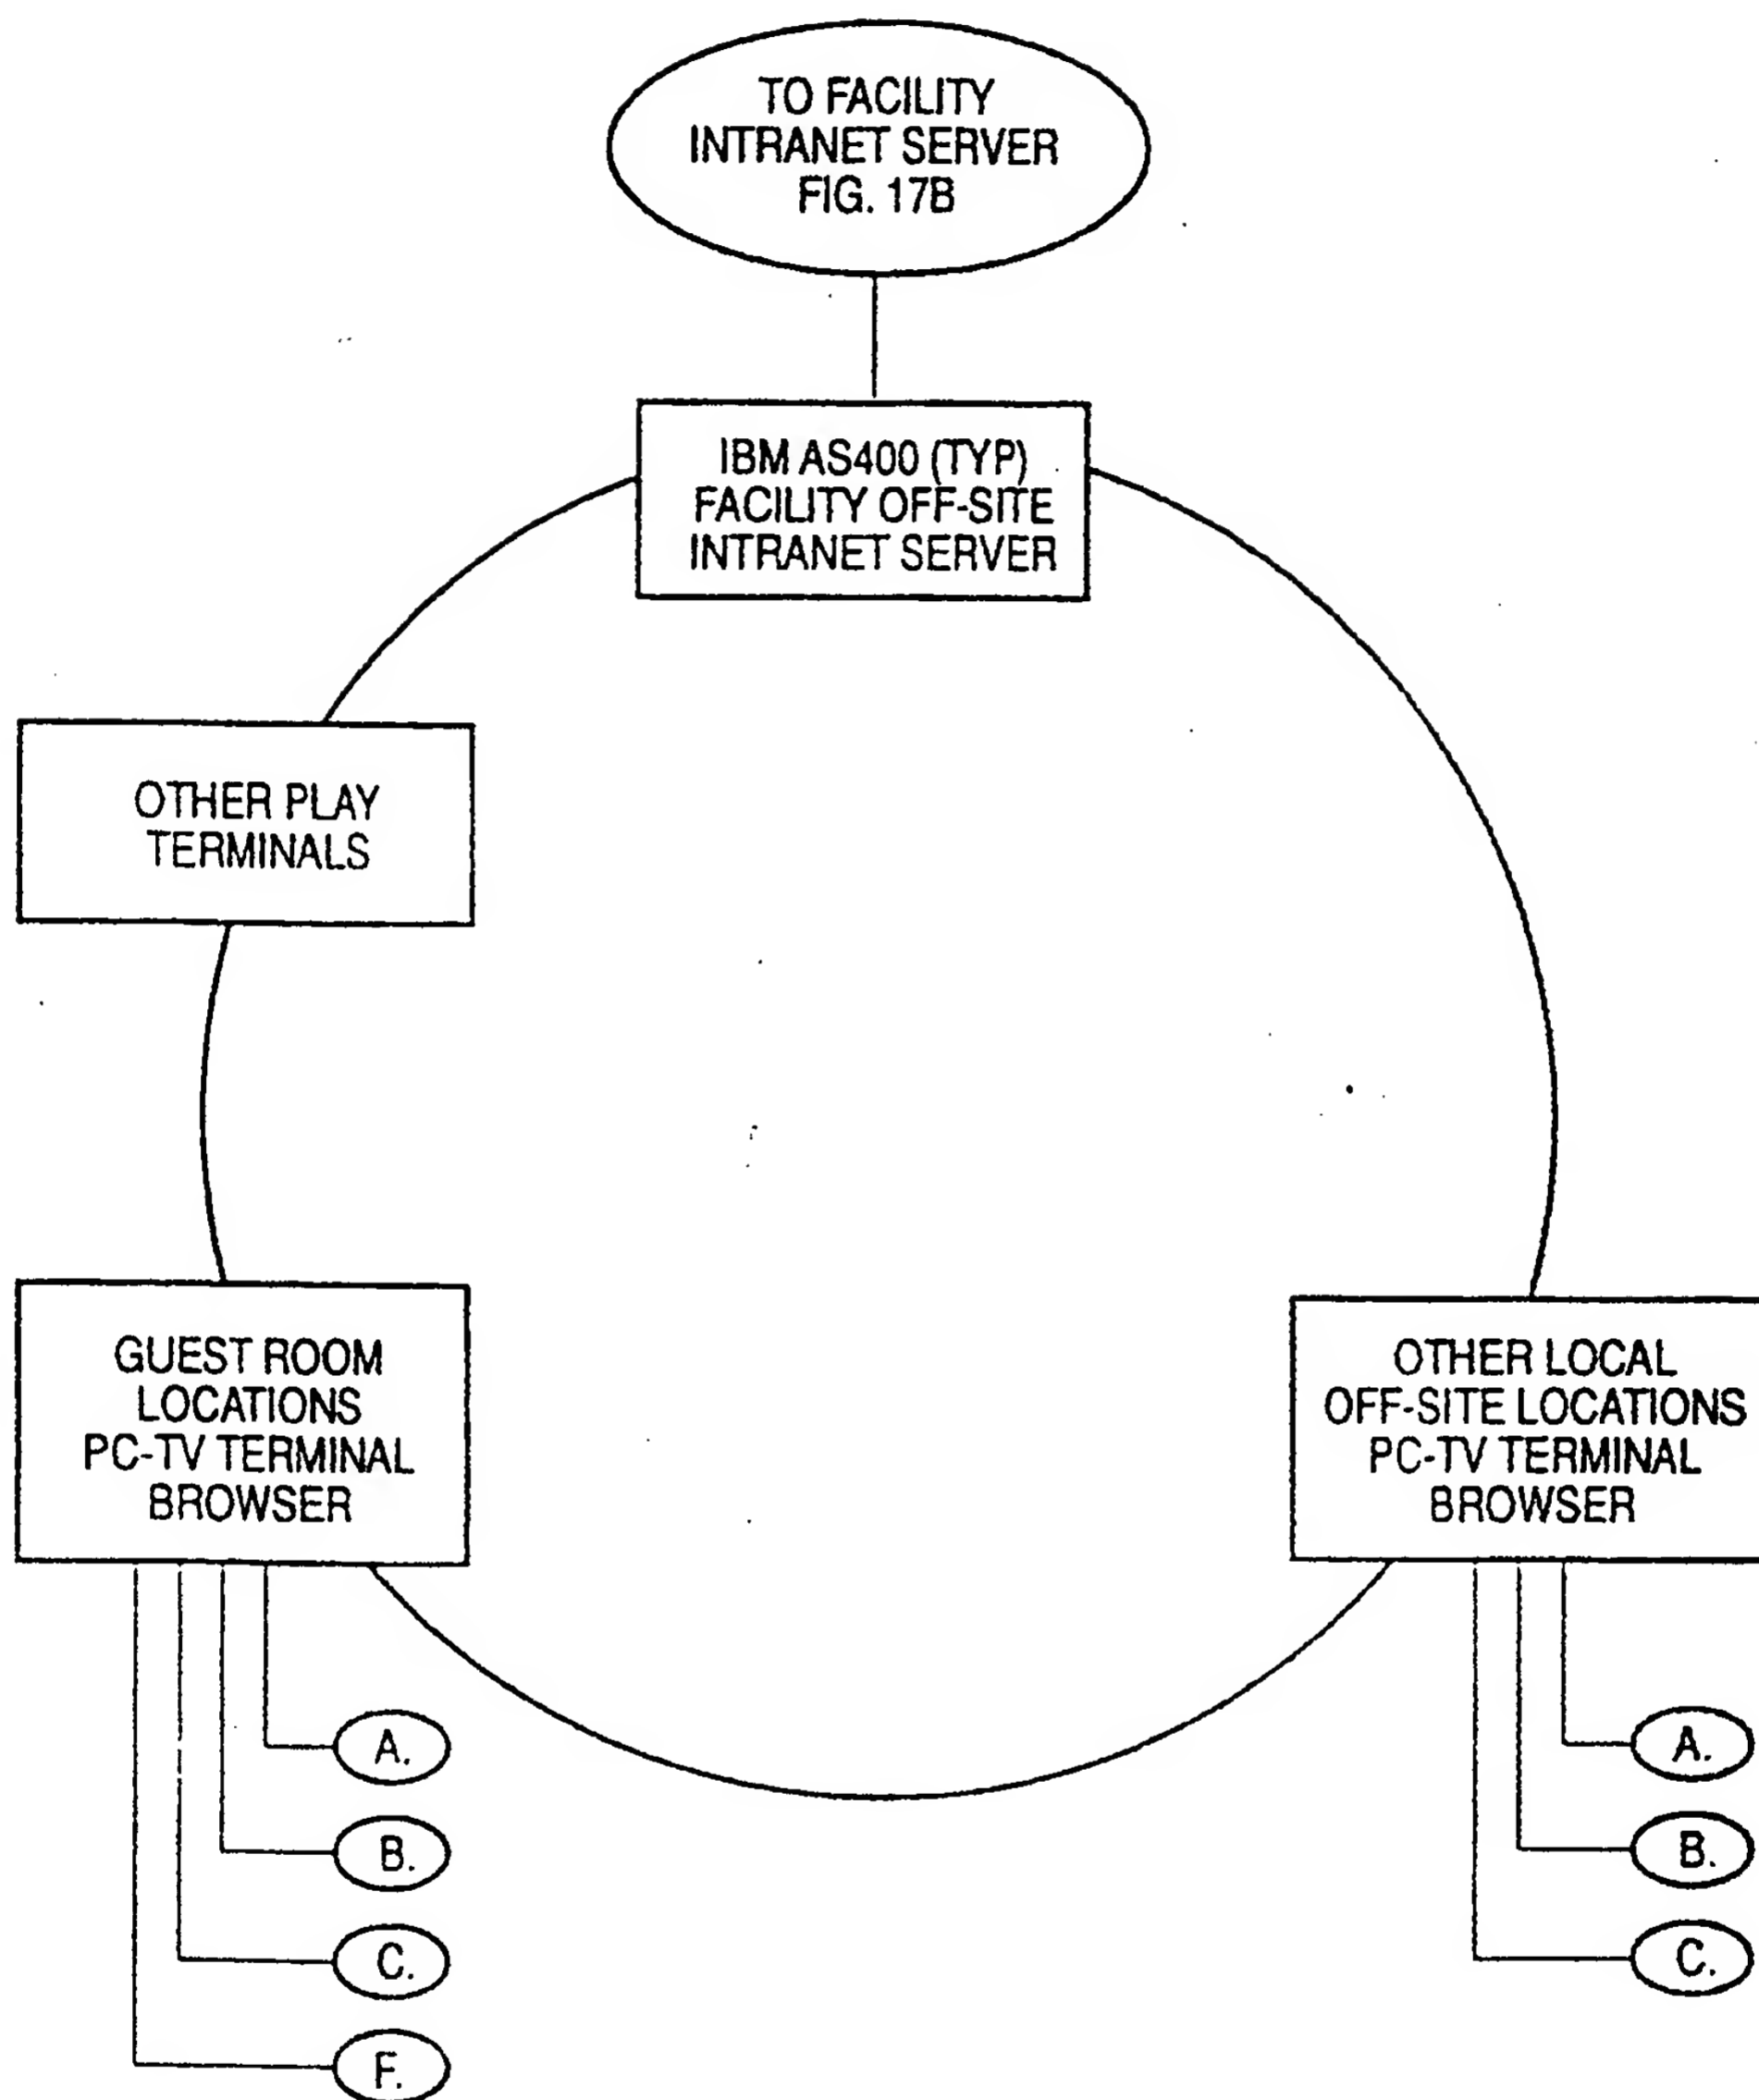 TO FACILITY
INTRANET SERVER
FIG. 17B
IBM AS400 (TYP)
FACILITY OFF-SITE
INTRANET SERVER
OTHER PLAY
TERMINALS
GUEST ROOM
LOCATIONS
PC-TV TERMINAL
BROWSER
OTHER LOCAL
OFF-SITE LOCATIONS
PC-TV TERMINAL
BROWSER
A.
B.
C.
F.
A.
B.
C.